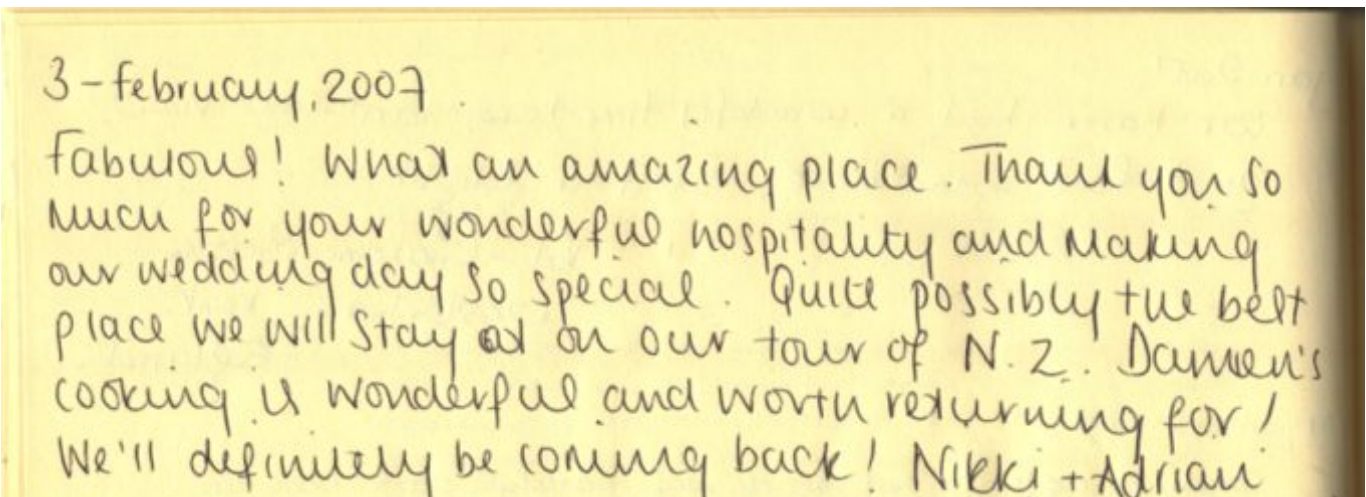 3-february, 2007.
Fabulous! What an amazing place. Thank you so
much for your wonderful hospitality and making
our wedding day so special. Quite possibly the best
place we will stay at on our tour of N.Z. Damien's
cooking is wonderful and worth returning for!
We'll definitely be coming back! Nikki + Adrian